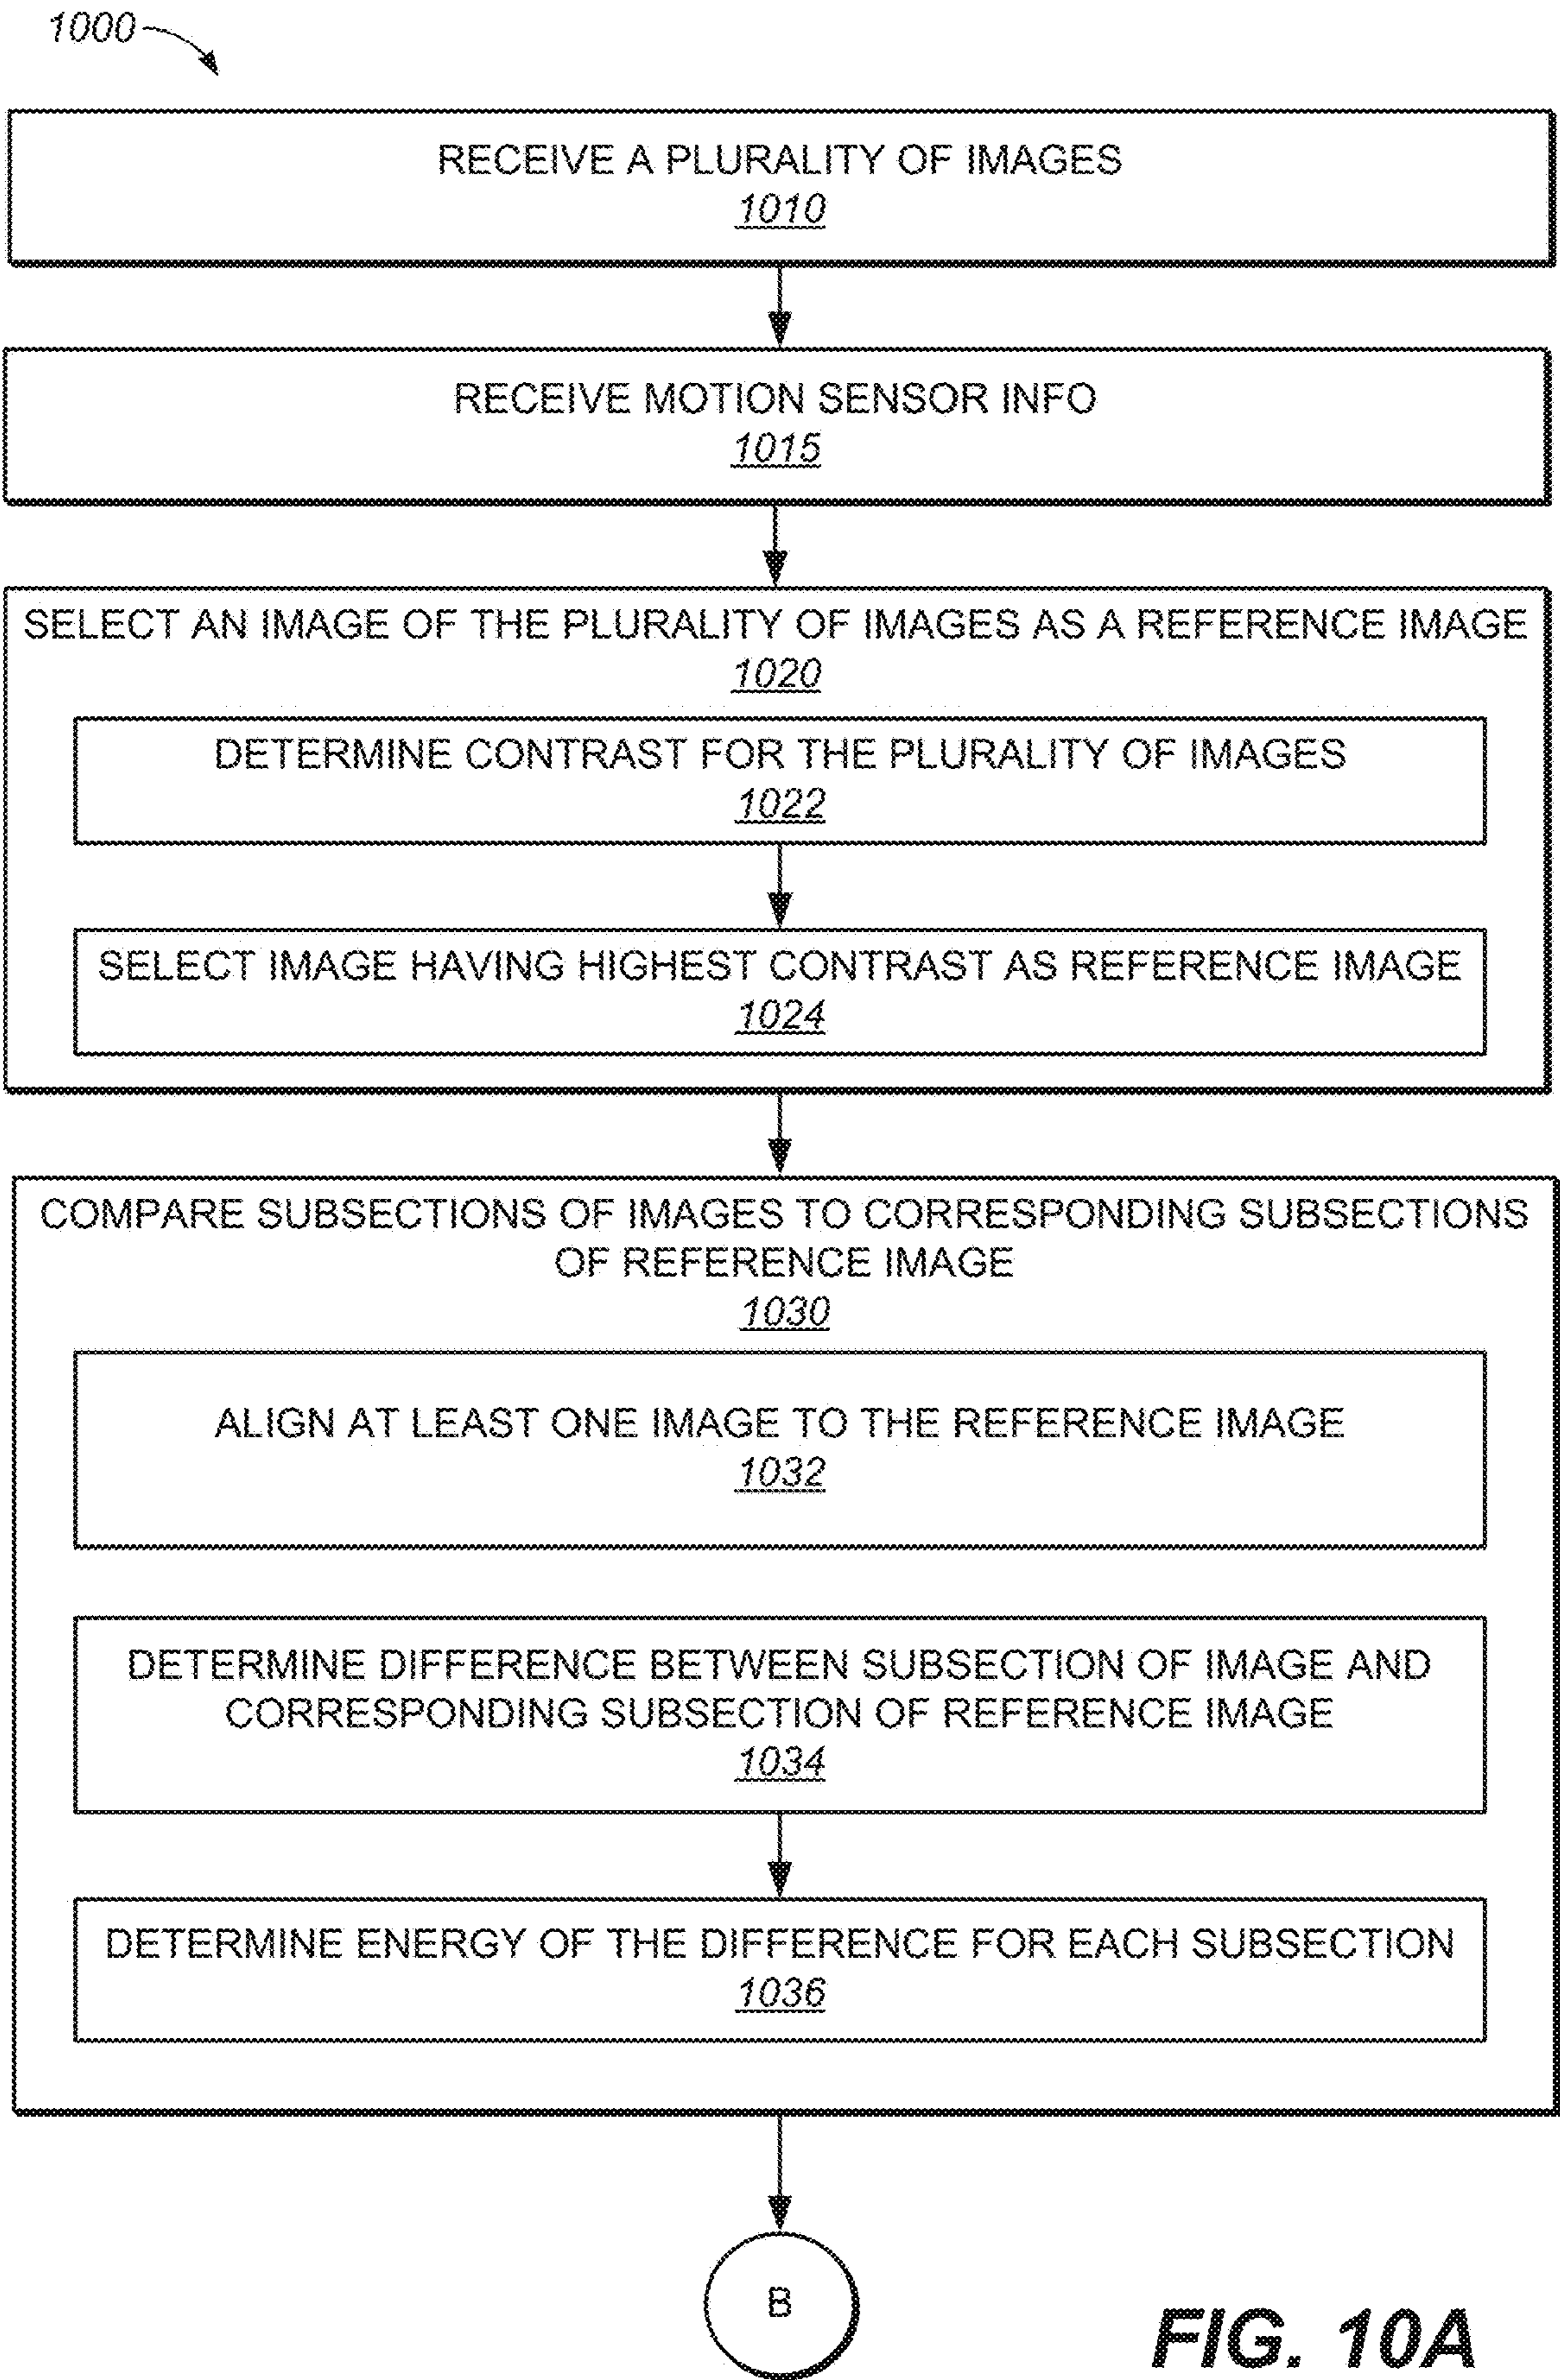 1000
RECEIVE A PLURALITY OF IMAGES
1010
RECEIVE MOTION SENSOR INFO
1015
SELECT AN IMAGE OF THE PLURALITY OF IMAGES AS A REFERENCE IMAGE
1020
DETERMINE CONTRAST FOR THE PLURALITY OF IMAGES
1022
SELECT IMAGE HAVING HIGHEST CONTRAST AS REFERENCE IMAGE
1024
COMPARE SUBSECTIONS OF IMAGES TO CORRESPONDING SUBSECTIONS
OF REFERENCE IMAGE
1030
ALIGN AT LEAST ONE IMAGE TO THE REFERENCE IMAGE
1032
DETERMINE DIFFERENCE BETWEEN SUBSECTION OF IMAGE AND
CORRESPONDING SUBSECTION OF REFERENCE IMAGE
1034
DETERMINE ENERGY OF THE DIFFERENCE FOR EACH SUBSECTION
1036
B
FIG. 10A